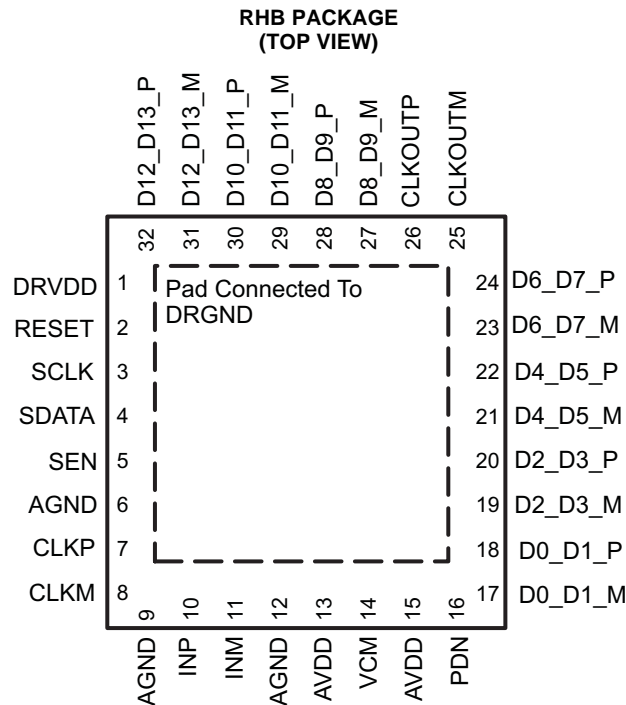 RHB PACKAGE
(TOP VIEW)
D12_D13_P
D12_D13_M
D10_D11_P
D10_D11_M
D8_D9_P
D8_D9_M
CLKOUTP
CLKOUTM
32
31
30
29
28
27
26
25
DRVDD 1
RESET 2
SCLK 3
SDATA 4
SEN 5
AGND 6
CLKP 7
CLKM 8
Pad Connected To
DRGND
24 D6_D7_P
23 D6_D7_M
22 D4_D5_P
21 D4_D5_M
20 D2_D3_P
19 D2_D3_M
18 D0_D1_P
17 D0_D1_M
9
10
11
12
13
14
15
16
AGND
INP
INM
AGND
AVDD
VCM
AVDD
PDN